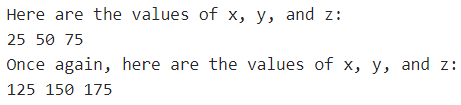 Here are the values of x, y, and z:
25 50 75
Once again, here are the values of x, y, and z:
125 150 175